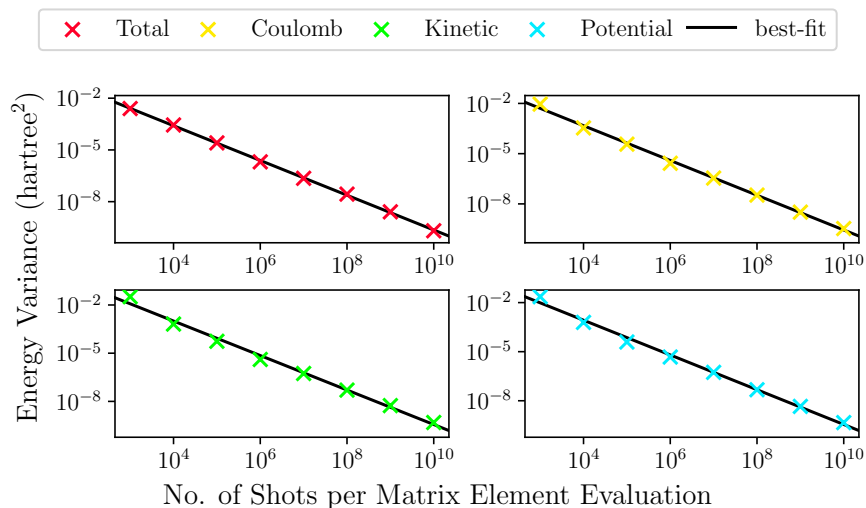 Total Coulomb Kinetic Potential best-fit
Energy Variance (hartree²)
10⁻² 10⁻²
10⁻⁵ 10⁻⁵
10⁻⁸ 10⁻⁸
10⁴ 10⁶ 10⁸ 10¹⁰ 10⁴ 10⁶ 10⁸ 10¹⁰
10⁻² 10⁻²
10⁻⁵ 10⁻⁵
10⁻⁸ 10⁻⁸
10⁴ 10⁶ 10⁸ 10¹⁰ 10⁴ 10⁶ 10⁸ 10¹⁰
No. of Shots per Matrix Element Evaluation